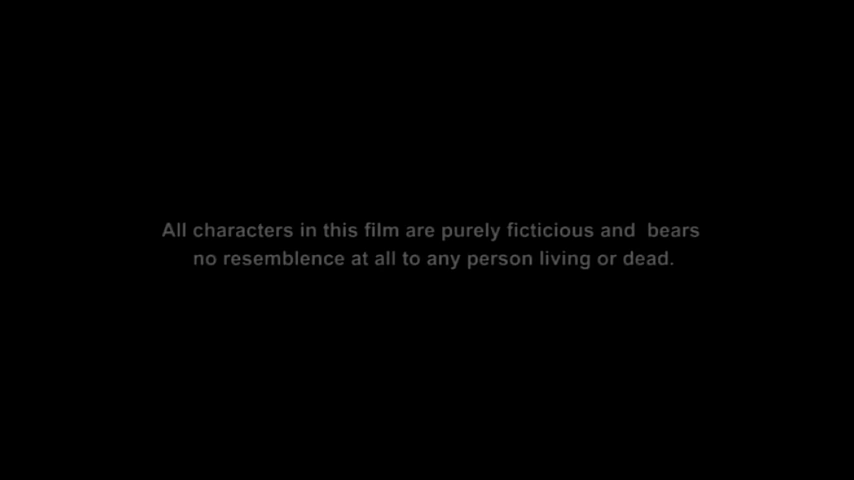 All characters in this film are purely ficticious and  bears
no resemblence at all to any person living or dead.